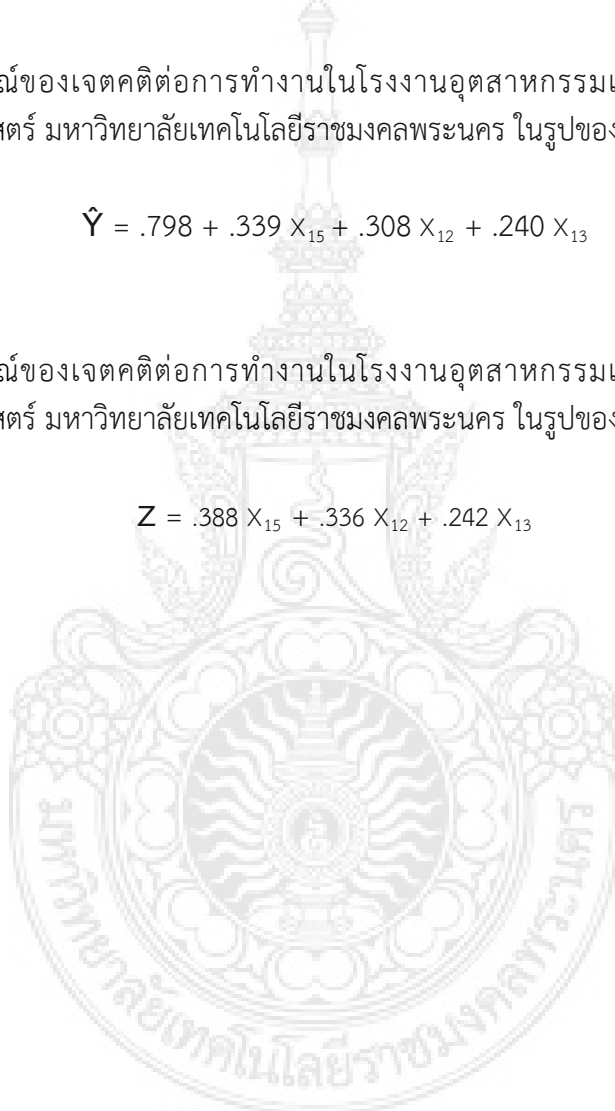 ณ์ของเจตคติต่อการทำงานในโรงงานอุตสาหกรรมเ
สตร์ มหาวิทยาลัยเทคโนโลยีราชมงคลพระนคร ในรูปของ
Ŷ = .798 + .339 X₁₅ + .308 X₁₂ + .240 X₁₃
ณ์ของเจตคติต่อการทำงานในโรงงานอุตสาหกรรมเ
สตร์ มหาวิทยาลัยเทคโนโลยีราชมงคลพระนคร ในรูปของ
Z = .388 X₁₅ + .336 X₁₂ + .242 X₁₃
มหาวิทยาลัยเทคโนโลยีราชมงคลพระนคร